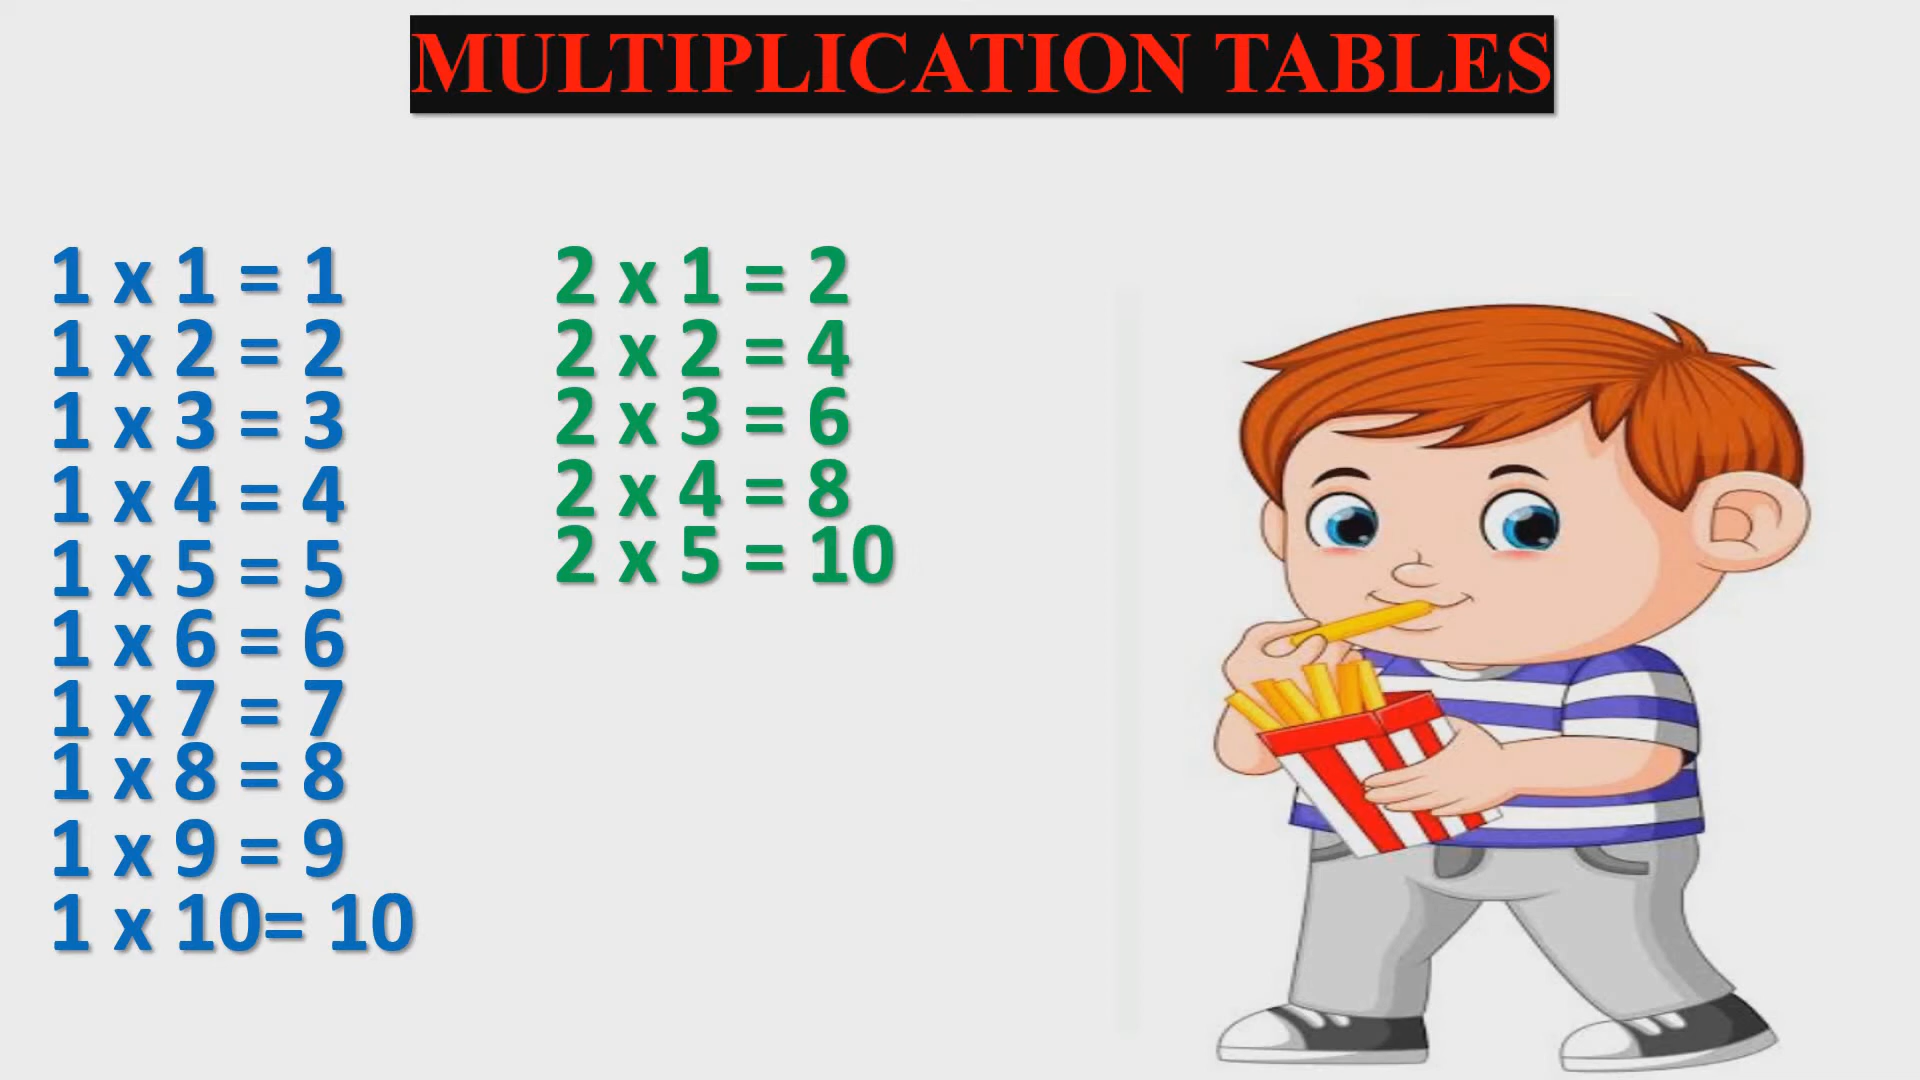 MULTIPLICATION TABLES
1 x 1 = 1
1 x 2 = 2
1 x 3 = 3
1 x 4 = 4
1 x 5 = 5
1 x 6 = 6
1 x 7 = 7
1 x 8 = 8
1 x 9 = 9
1 x 10= 10
2 x 1 = 2
2 x 2 = 4
2 x 3 = 6
2 x 4 = 8
2 x 5 = 10